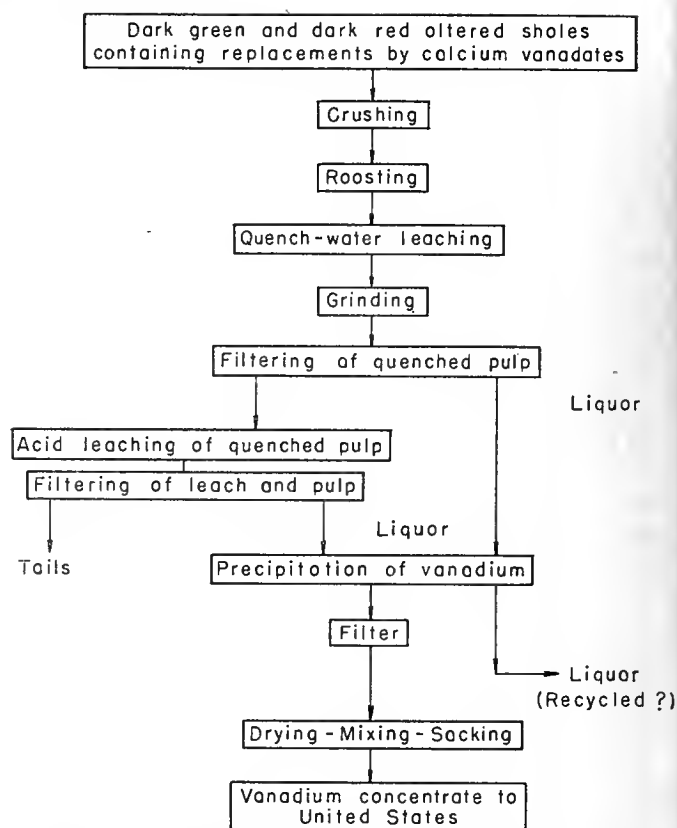 Dark green and dark red oltered sholes
containing replacements by calcium vanadates
Crushing
Roosting
Quench-water leaching
Grinding
Filtering of quenched pulp
Liquor
Acid leaching of quenched pulp
Filtering of leach and pulp
Liquor
Tails
Precipitotion of vanadium
Filter
Liquor
(Recycled ?)
Drying - Mixing - Sacking
Vanadium concentrate to
United States